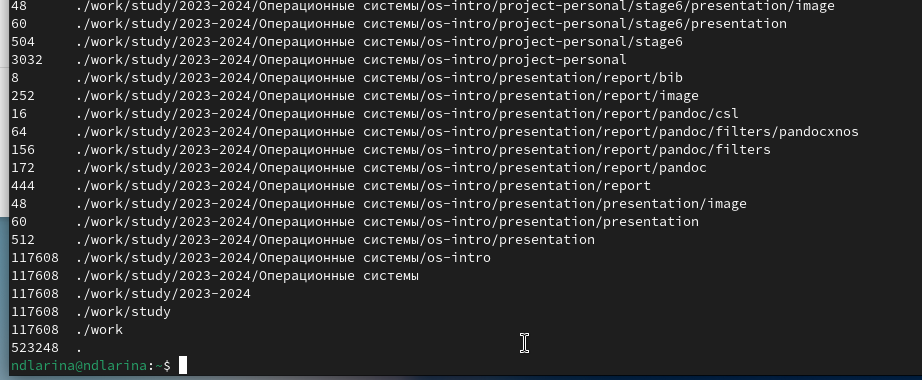 48 ./work/study/2023-2024/Операционные системы/os-intro/project-personal/stage6/presentation/image
60 ./work/study/2023-2024/Операционные системы/os-intro/project-personal/stage6/presentation
504 ./work/study/2023-2024/Операционные системы/os-intro/project-personal/stage6
3032 ./work/study/2023-2024/Операционные системы/os-intro/project-personal
8 ./work/study/2023-2024/Операционные системы/os-intro/presentation/report/bib
252 ./work/study/2023-2024/Операционные системы/os-intro/presentation/report/image
16 ./work/study/2023-2024/Операционные системы/os-intro/presentation/report/pandoc/csl
64 ./work/study/2023-2024/Операционные системы/os-intro/presentation/report/pandoc/filters/pandocxnos
156 ./work/study/2023-2024/Операционные системы/os-intro/presentation/report/pandoc/filters
172 ./work/study/2023-2024/Операционные системы/os-intro/presentation/report/pandoc
444 ./work/study/2023-2024/Операционные системы/os-intro/presentation/report
48 ./work/study/2023-2024/Операционные системы/os-intro/presentation/presentation/image
60 ./work/study/2023-2024/Операционные системы/os-intro/presentation/presentation
512 ./work/study/2023-2024/Операционные системы/os-intro/presentation
117608 ./work/study/2023-2024/Операционные системы/os-intro
117608 ./work/study/2023-2024/Операционные системы
117608 ./work/study/2023-2024
117608 ./work/study
117608 ./work
523248 .
ndlarina@ndlarina:~$